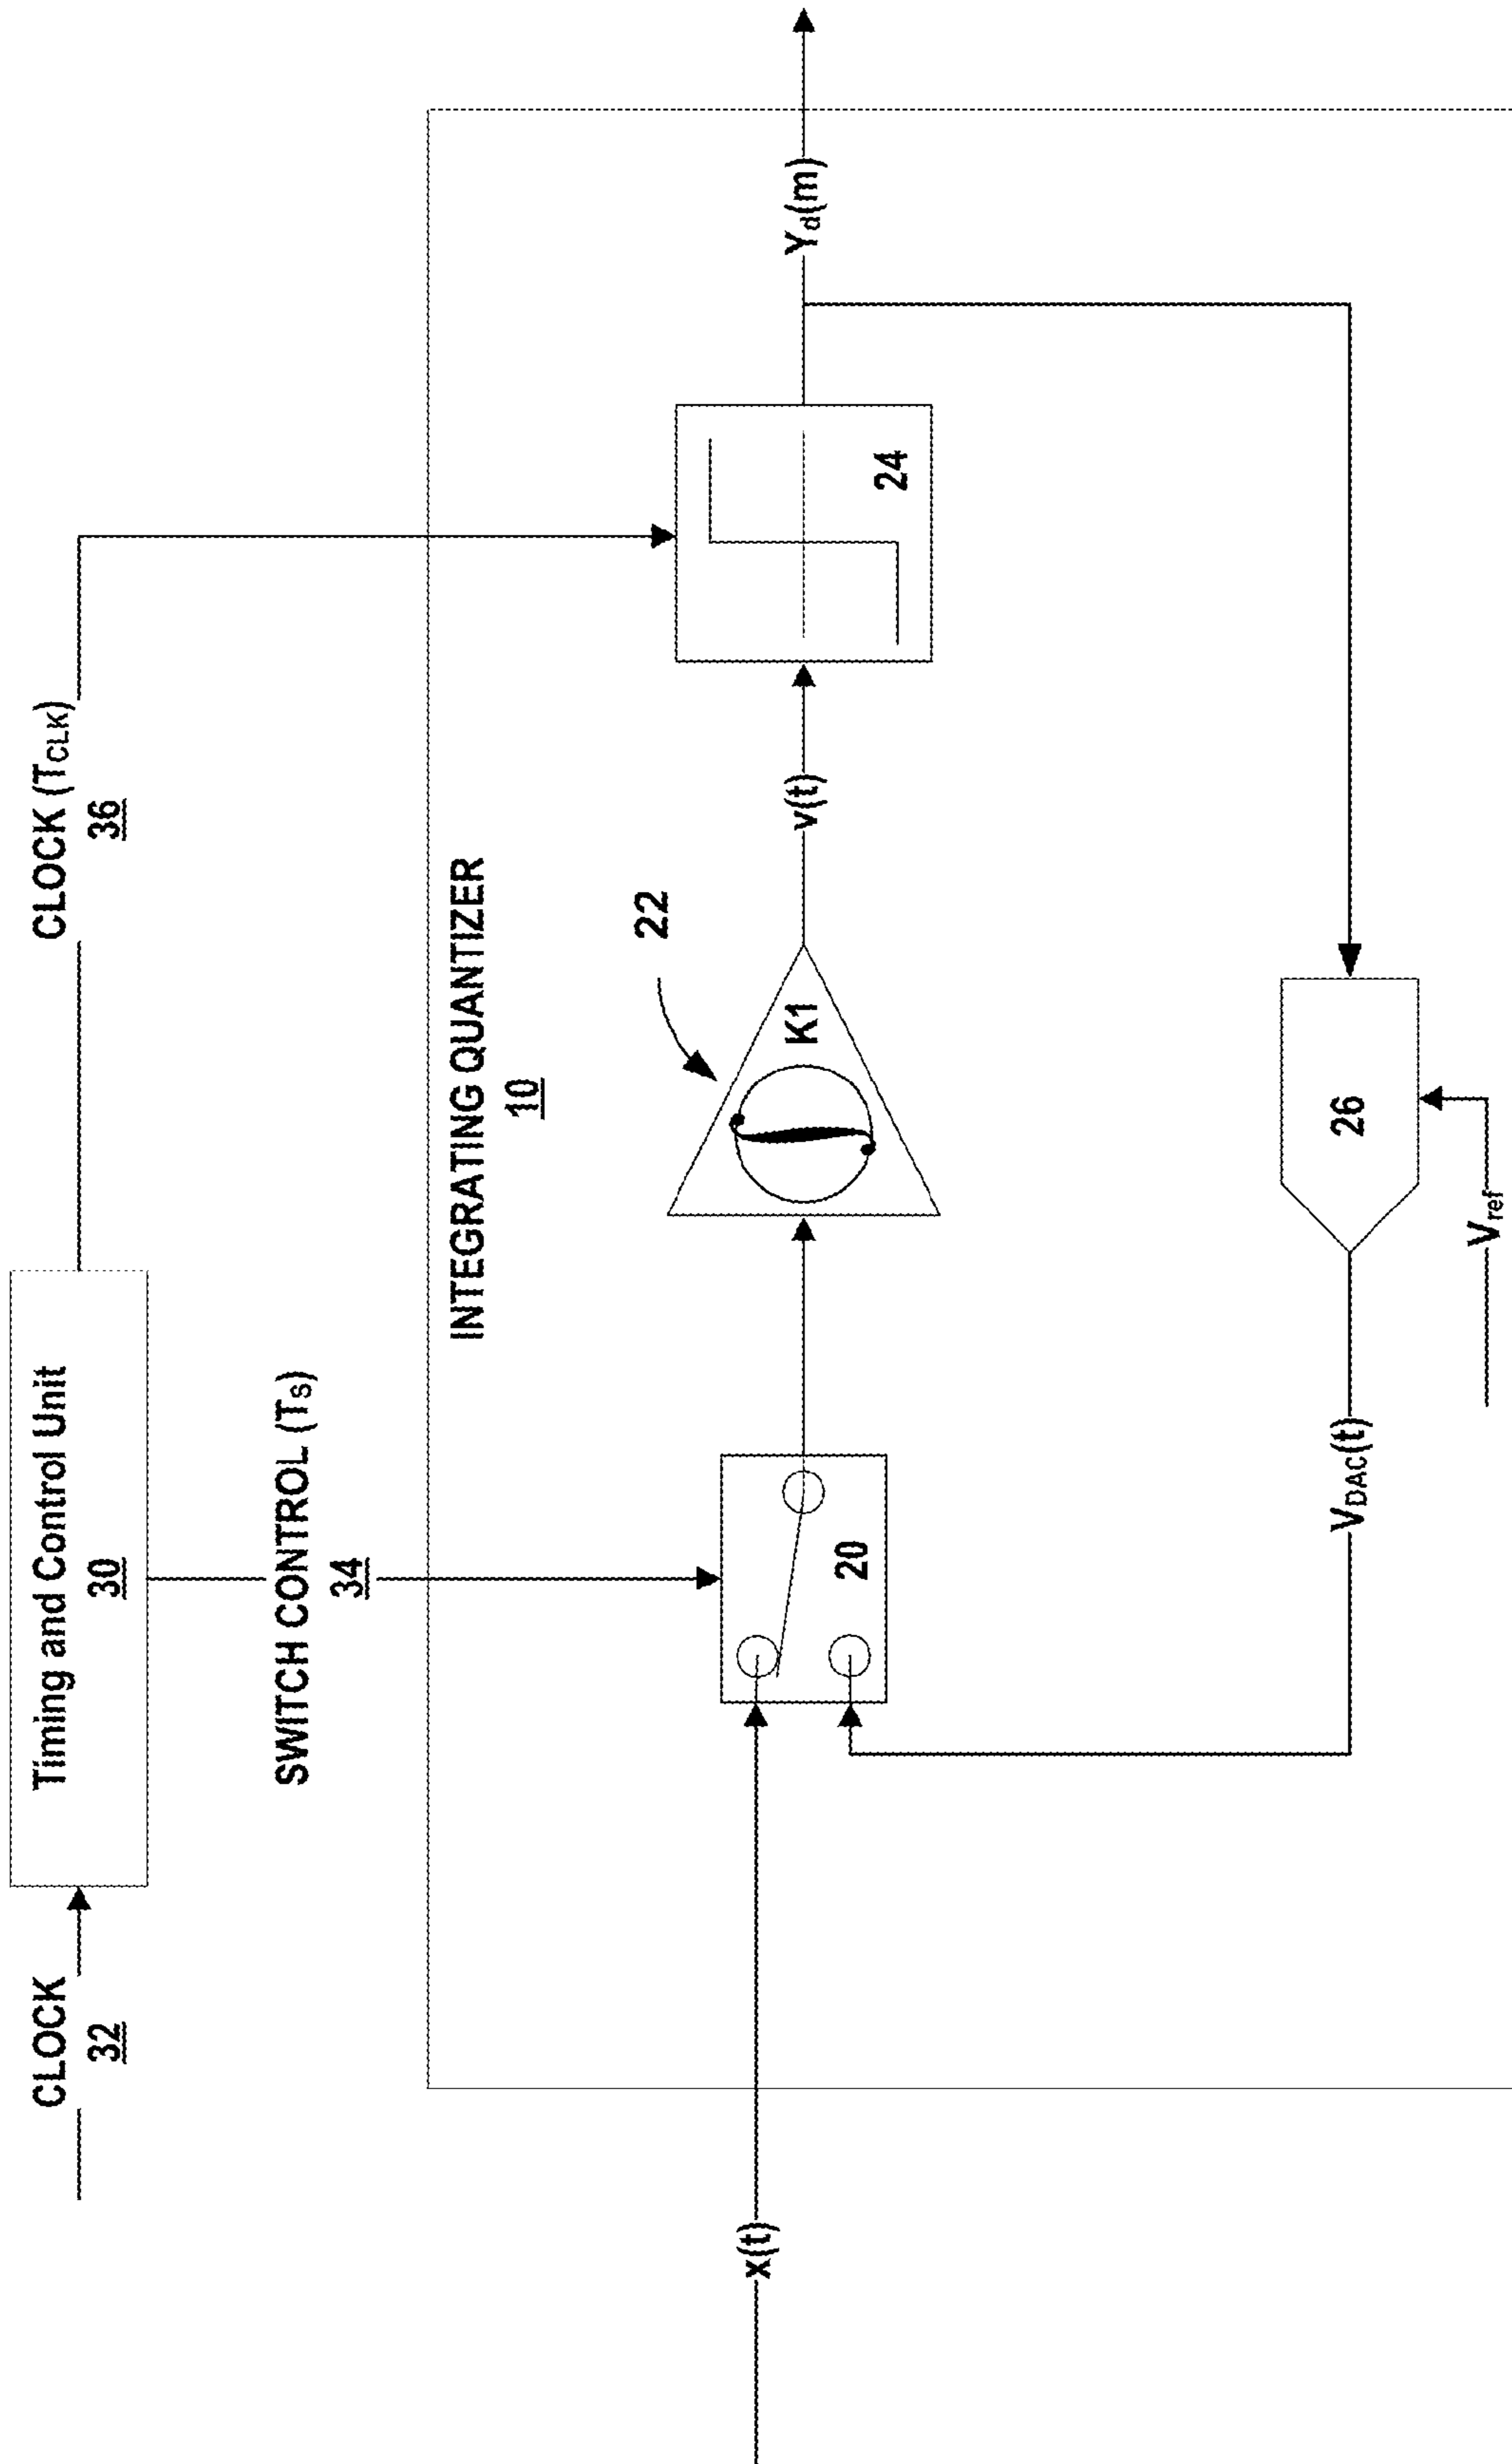 CLOCK
32
Timing and Control Unit
30
CLOCK (TCLK)
36
SWITCH CONTROL (TS)
34
INTEGRATING QUANTIZER
10
22
x(t)
20
K1
v(t)
24
Yd(m)
VDAC(t)
26
Vref